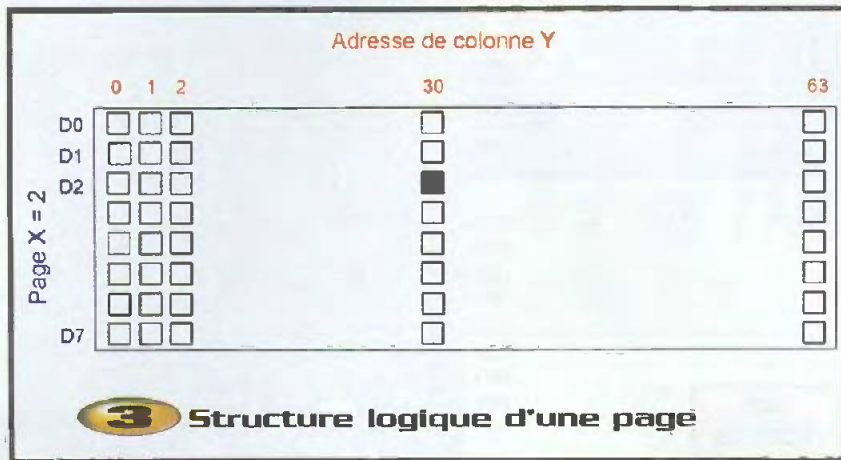 Adresse de colonne Y
0 1 2 30 63
D0
D1
D2
D7
Page X = 2
3 Structure logique d'une page